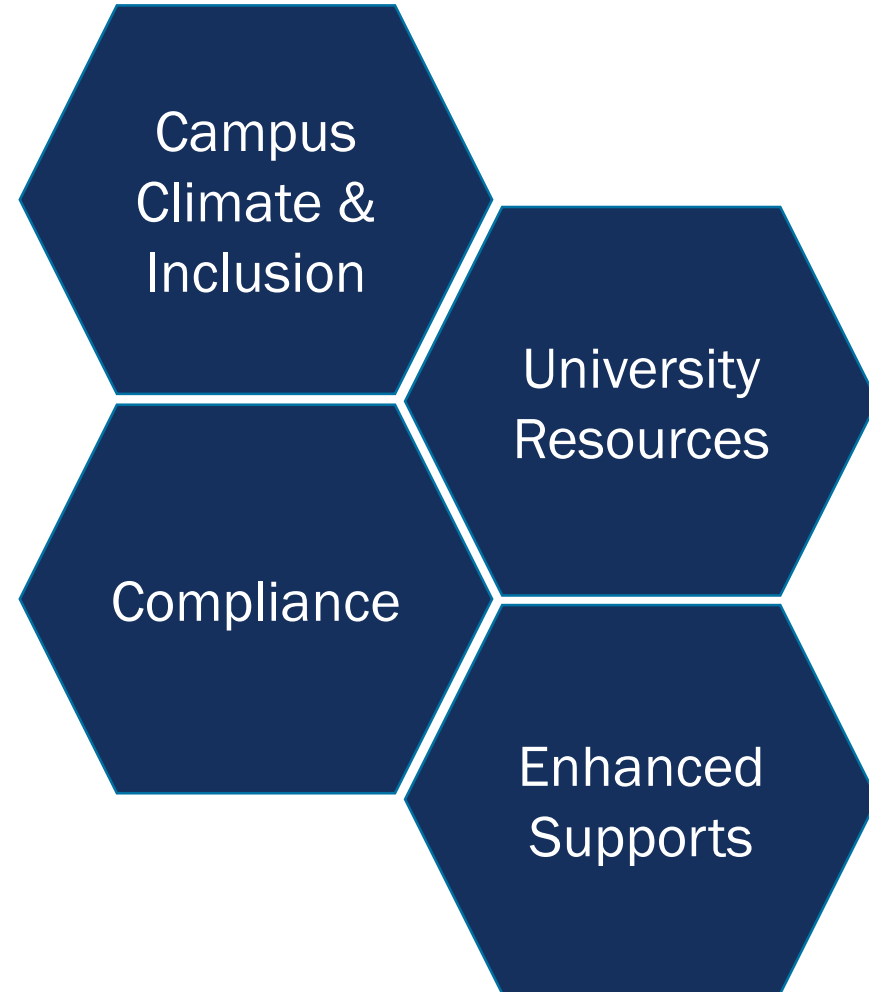 Campus
Climate &
Inclusion
University
Resources
Compliance
Enhanced
Supports